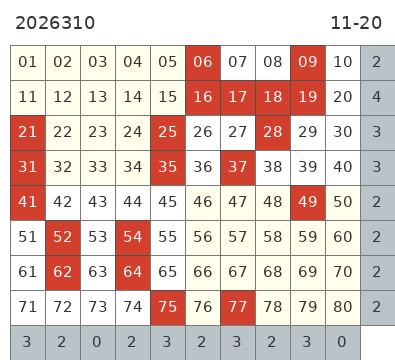 2026310 11-20
01 02 03 04 05 06 07 08 09 10 2
11 12 13 14 15 16 17 18 19 20 4
21 22 23 24 25 26 27 28 29 30 3
31 32 33 34 35 36 37 38 39 40 3
41 42 43 44 45 46 47 48 49 50 2
51 52 53 54 55 56 57 58 59 60 2
61 62 63 64 65 66 67 68 69 70 2
71 72 73 74 75 76 77 78 79 80 2
3 2 0 2 3 2 3 2 3 0